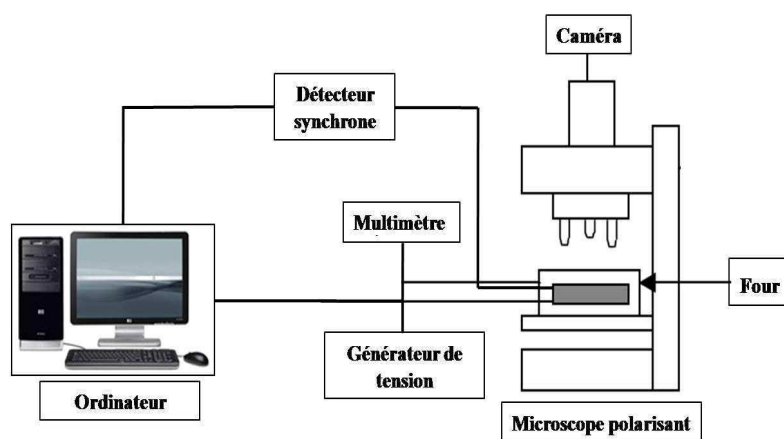 Caméra
Détecteur
synchrone
Multimètre
Four
Générateur de
tension
Ordinateur
Microscope polarisant